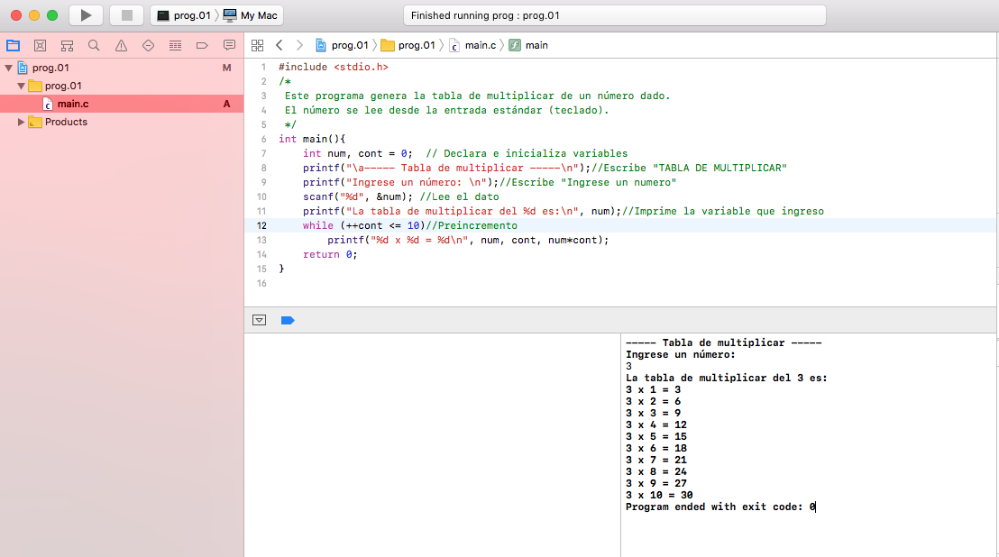 prog.01 My Mac
Finished running prog : prog.01
prog.01 prog.01 main.c main
prog.01 M
prog.01
main.c A
Products
1 #include <stdio.h>
2 /*
3 Este programa genera la tabla de multiplicar de un número dado.
4 El número se lee desde la entrada estándar (teclado).
5 */
6 int main(){
7 int num, cont = 0; // Declara e inicializa variables
8 printf("\a----- Tabla de multiplicar -----\n");//Escribe "TABLA DE MULTIPLICAR"
9 printf("Ingrese un número: \n");//Escribe "Ingrese un numero"
10 scanf("%d", &num); //Lee el dato
11 printf("La tabla de multiplicar del %d es:\n", num);//Imprime la variable que ingreso
12 while (++cont <= 10)//Preincremento
13 printf("%d x %d = %d\n", num, cont, num*cont);
14 return 0;
15 }
16
----- Tabla de multiplicar -----
Ingrese un número:
3
La tabla de multiplicar del 3 es:
3 x 1 = 3
3 x 2 = 6
3 x 3 = 9
3 x 4 = 12
3 x 5 = 15
3 x 6 = 18
3 x 7 = 21
3 x 8 = 24
3 x 9 = 27
3 x 10 = 30
Program ended with exit code: 0